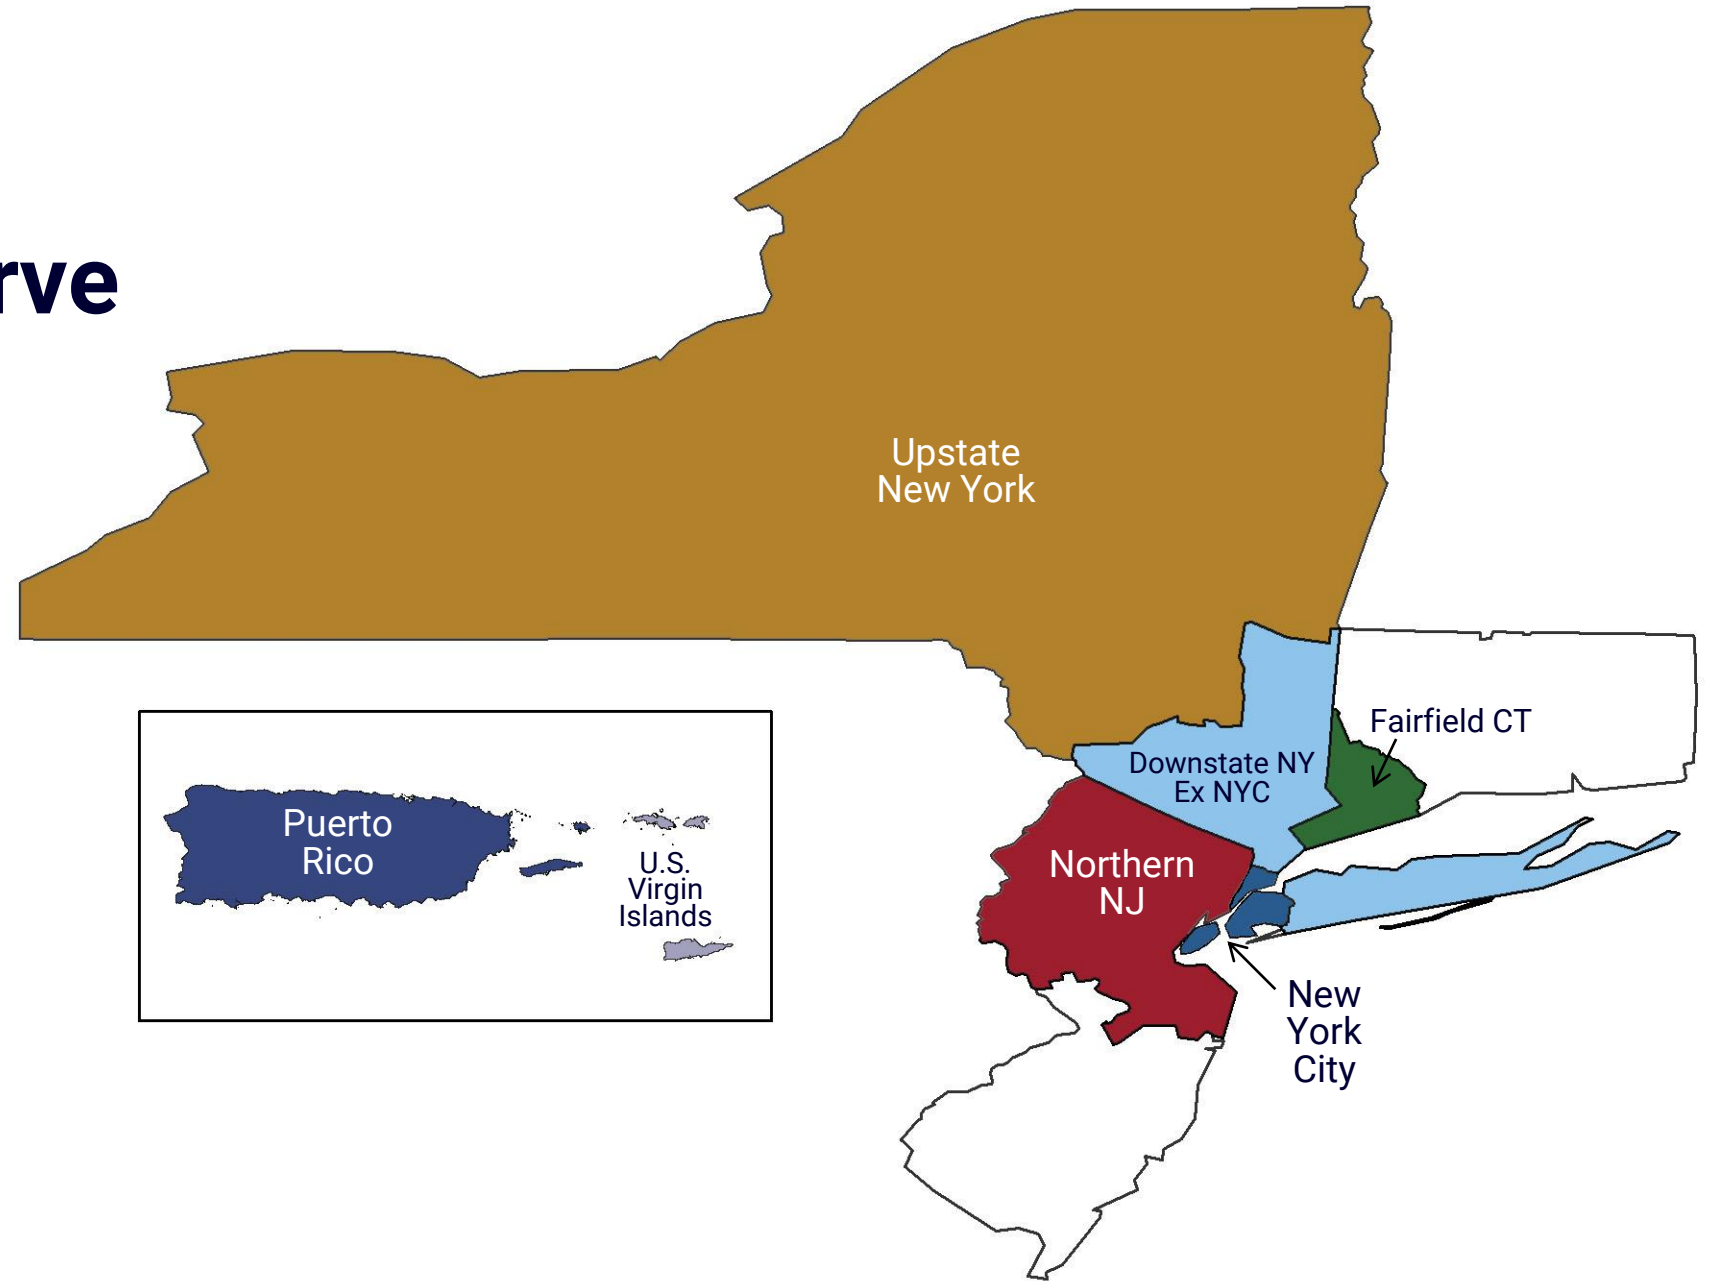 rve
Upstate
New York
Fairfield CT
Downstate NY
Ex NYC
Puerto
Rico
U.S.
Virgin
Islands
Northern
NJ
New
York
City